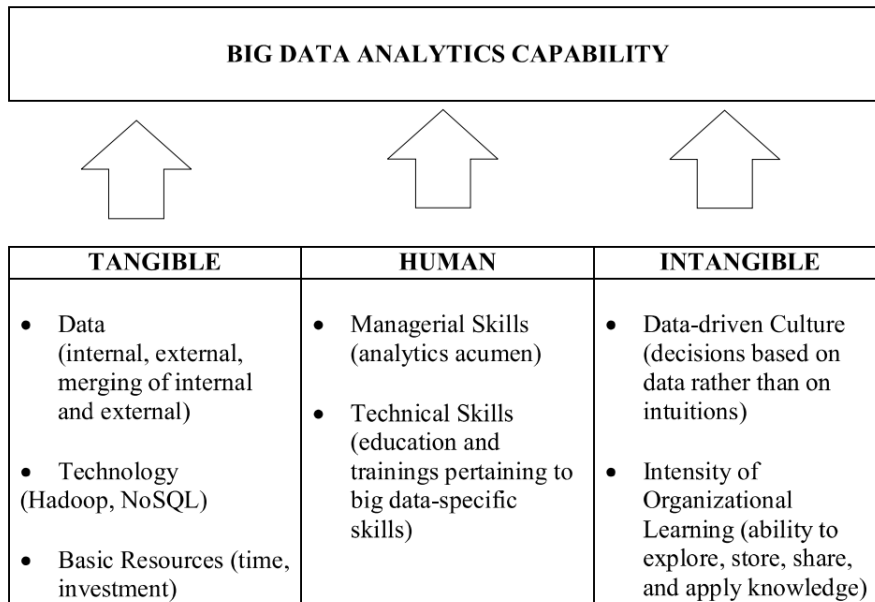 BIG DATA ANALYTICS CAPABILITY
TANGIBLE
• Data
(internal, external,
merging of internal
and external)
• Technology
(Hadoop, NoSQL)
• Basic Resources (time,
investment)
HUMAN
• Managerial Skills
(analytics acumen)
• Technical Skills
(education and
trainings pertaining to
big data-specific
skills)
INTANGIBLE
• Data-driven Culture
(decisions based on
data rather than on
intuitions)
• Intensity of
Organizational
Learning (ability to
explore, store, share,
and apply knowledge)